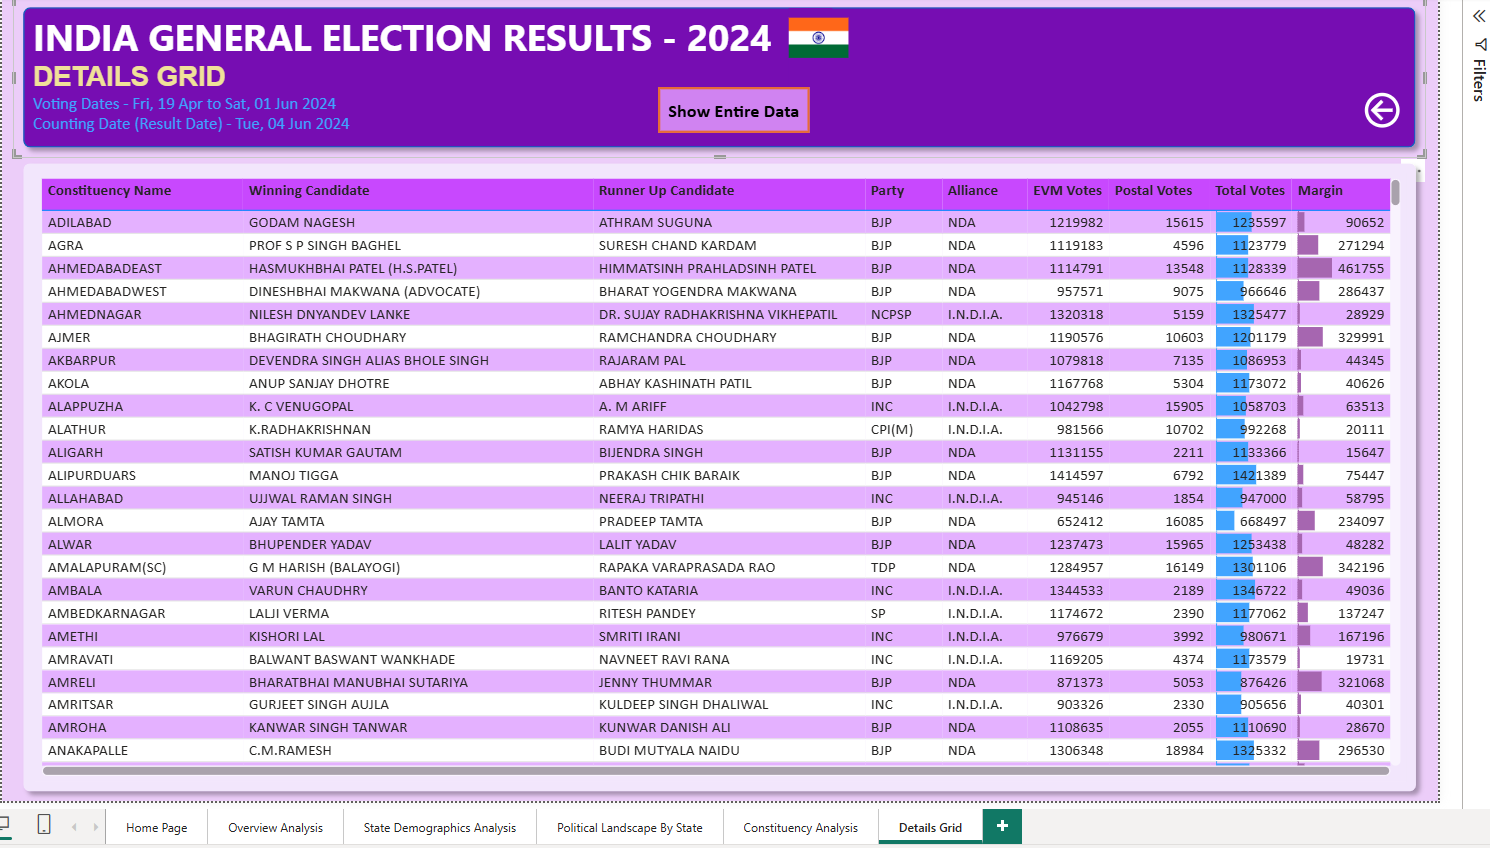 INDIA GENERAL ELECTION RESULTS - 2024
DETAILS GRID
Voting Dates - Fri, 19 Apr to Sat, 01 Jun 2024
Counting Date (Result Date) - Tue, 04 Jun 2024
Show Entire Data
Filters
Constituency Name Winning Candidate Runner Up Candidate Party Alliance EVM Votes Postal Votes Total Votes Margin
ADILABAD GODAM NAGESH ATHRAM SUGUNA BJP NDA 1219982 15615 1235597 90652
AGRA PROF S P SINGH BAGHEL SURESH CHAND KARDAM BJP NDA 1119183 4596 1123779 271294
AHMEDABADEAST HASMUKHBHAI PATEL (H.S.PATEL) HIMMATSINH PRAHLADSINH PATEL BJP NDA 1114791 13548 1128339 461755
AHMEDABADWEST DINESHBHAI MAKWANA (ADVOCATE) BHARAT YOGENDRA MAKWANA BJP NDA 957571 9075 966646 286437
AHMEDNAGAR NILESH DNYANDEV LANKE DR. SUJAY RADHAKRISHNA VIKHEPATIL NCPSP I.N.D.I.A. 1320318 5159 1325477 28929
AJMER BHAGIRATH CHOUDHARY RAMCHANDRA CHOUDHARY BJP NDA 1190576 10603 1201179 329991
AKBARPUR DEVENDRA SINGH ALIAS BHOLE SINGH RAJARAM PAL BJP NDA 1079818 7135 1086953 44345
AKOLA ANUP SANJAY DHOTRE ABHAY KASHINATH PATIL BJP NDA 1167768 5304 1173072 40626
ALAPPUZHA K. C VENUGOPAL A. M ARIFF INC I.N.D.I.A. 1042798 15905 1058703 63513
ALATHUR K.RADHAKRISHNAN RAMYA HARIDAS CPI(M) I.N.D.I.A. 981566 10702 992268 20111
ALIGARH SATISH KUMAR GAUTAM BIJENDRA SINGH BJP NDA 1131155 2211 1133366 15647
ALIPURDUARS MANOJ TIGGA PRAKASH CHIK BARAIK BJP NDA 1414597 6792 1421389 75447
ALLAHABAD UJJWAL RAMAN SINGH NEERAJ TRIPATHI INC I.N.D.I.A. 945146 1854 947000 58795
ALMORA AJAY TAMTA PRADEEP TAMTA BJP NDA 652412 16085 668497 234097
ALWAR BHUPENDER YADAV LALIT YADAV BJP NDA 1237473 15965 1253438 48282
AMALAPURAM(SC) G M HARISH (BALAYOGI) RAPAKA VARAPRASADA RAO TDP NDA 1284957 16149 1301106 342196
AMBALA VARUN CHAUDHRY BANTO KATARIA INC I.N.D.I.A. 1344533 2189 1346722 49036
AMBEDKARNAGAR LALJI VERMA RITESH PANDEY SP I.N.D.I.A. 1174672 2390 1177062 137247
AMETHI KISHORI LAL SMRITI IRANI INC I.N.D.I.A. 976679 3992 980671 167196
AMRAVATI BALWANT BASWANT WANKHADE NAVNEET RAVI RANA INC I.N.D.I.A. 1169205 4374 1173579 19731
AMRELI BHARATBHAI MANUBHAI SUTARIYA JENNY THUMMAR BJP NDA 871373 5053 876426 321068
AMRITSAR GURJEET SINGH AUJLA KULDEEP SINGH DHALIWAL INC I.N.D.I.A. 903326 2330 905656 40301
AMROHA KANWAR SINGH TANWAR KUNWAR DANISH ALI BJP NDA 1108635 2055 1110690 28670
ANAKAPALLE C.M.RAMESH BUDI MUTYALA NAIDU BJP NDA 1306348 18984 1325332 296530
Home Page Overview Analysis State Demographics Analysis Political Landscape By State Constituency Analysis Details Grid +